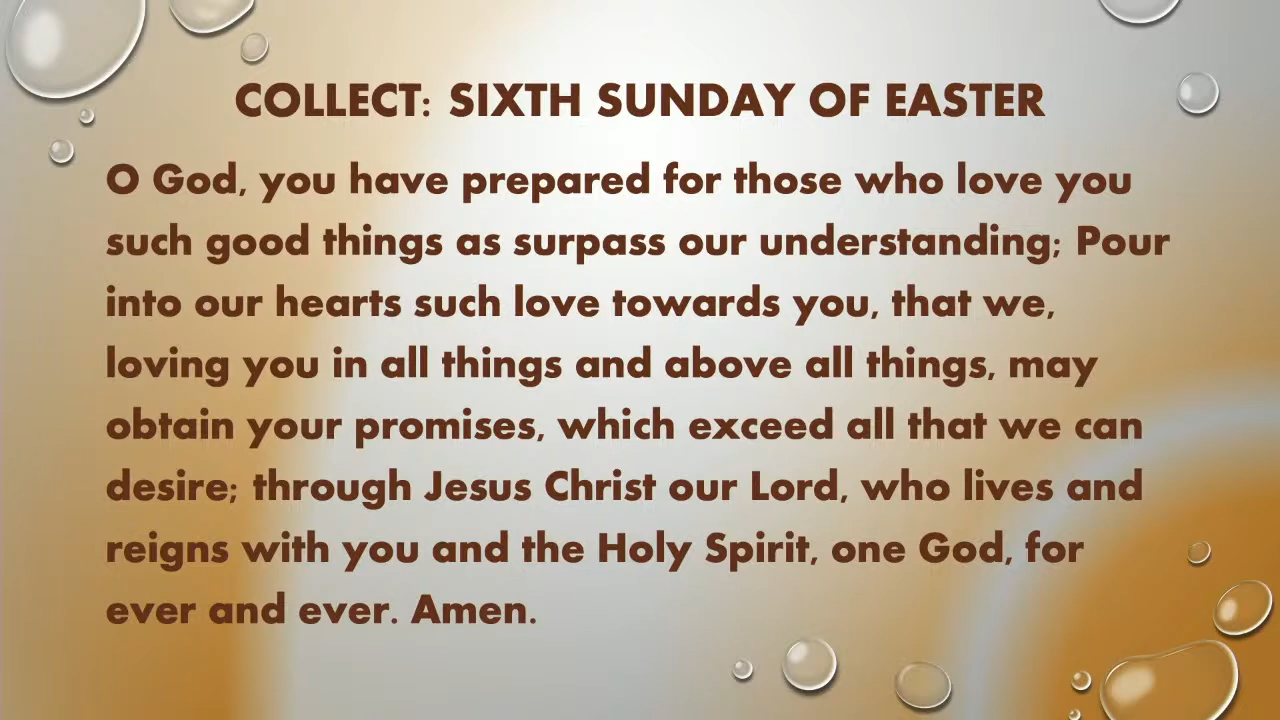 COLLECT: SIXTH SUNDAY OF EASTER
O God, you have prepared for those who love you
such good things as surpass our understanding; Pour
into our hearts such love towards you, that we,
loving you in all things and above all things, may
obtain your promises, which exceed all that we can
desire; through Jesus Christ our Lord, who lives and
reigns with you and the Holy Spirit, one God, for
ever and ever. Amen.